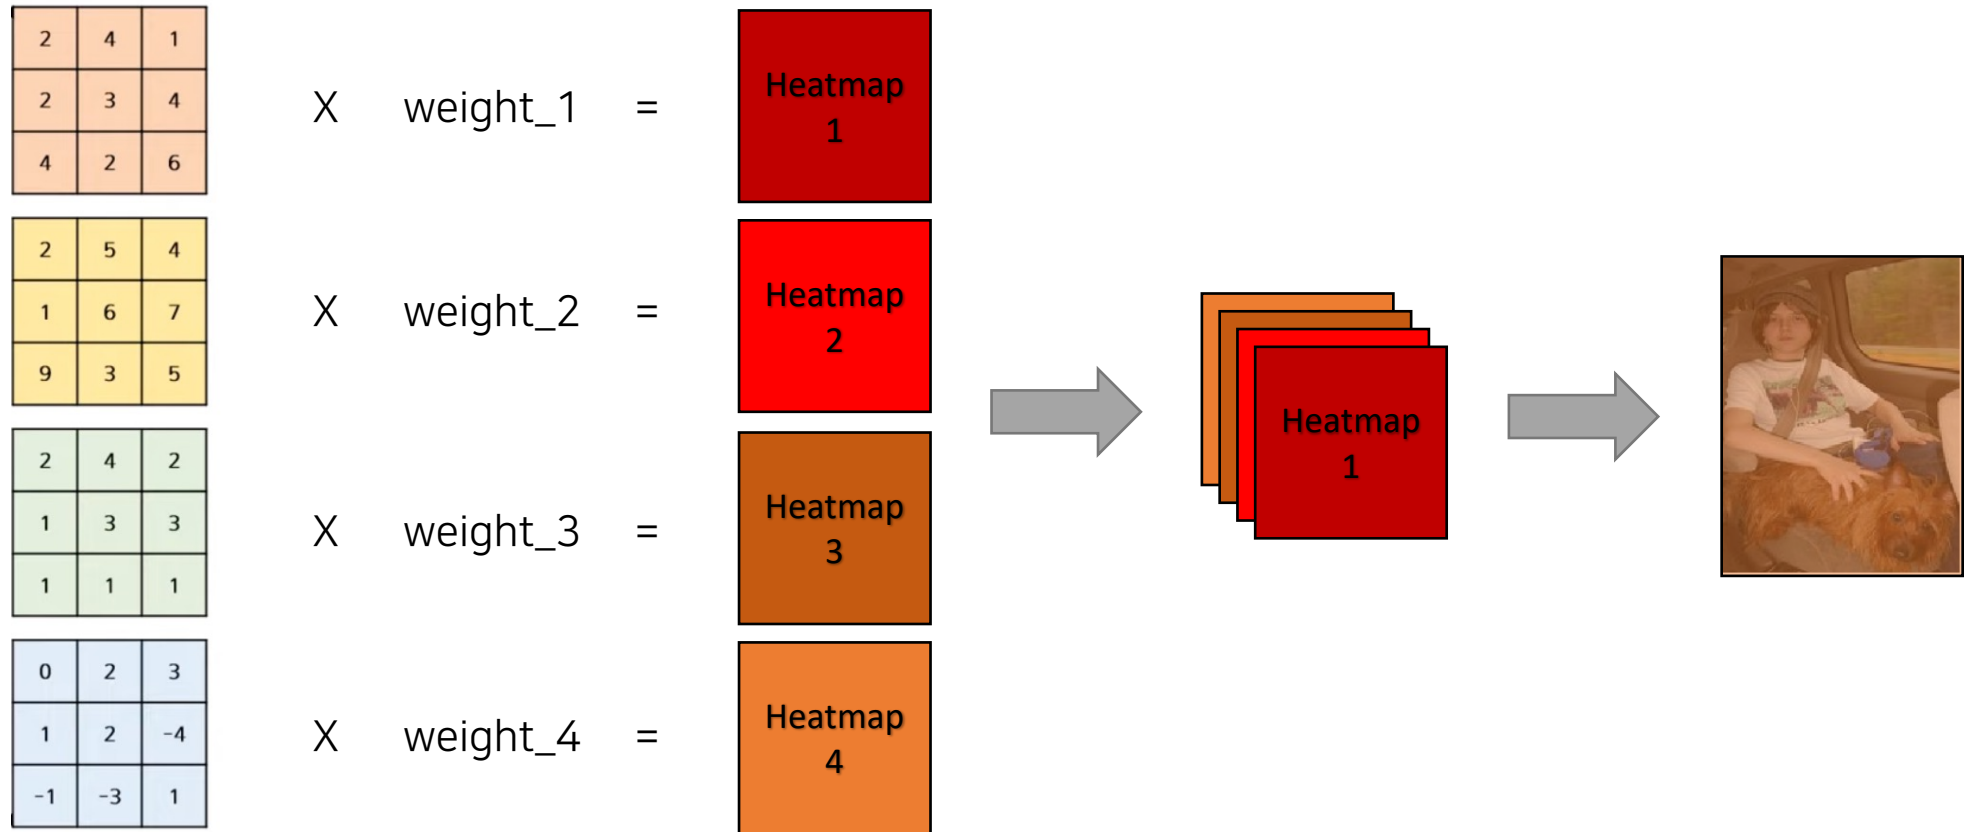 2 4 1
2 3 4
4 2 6
X weight_1 =
Heatmap
1
2 5 4
1 6 7
9 3 5
X weight_2 =
Heatmap
2
2 4 2
1 3 3
1 1 1
X weight_3 =
Heatmap
3
0 2 3
1 2 -4
-1 -3 1
X weight_4 =
Heatmap
4
Heatmap
1